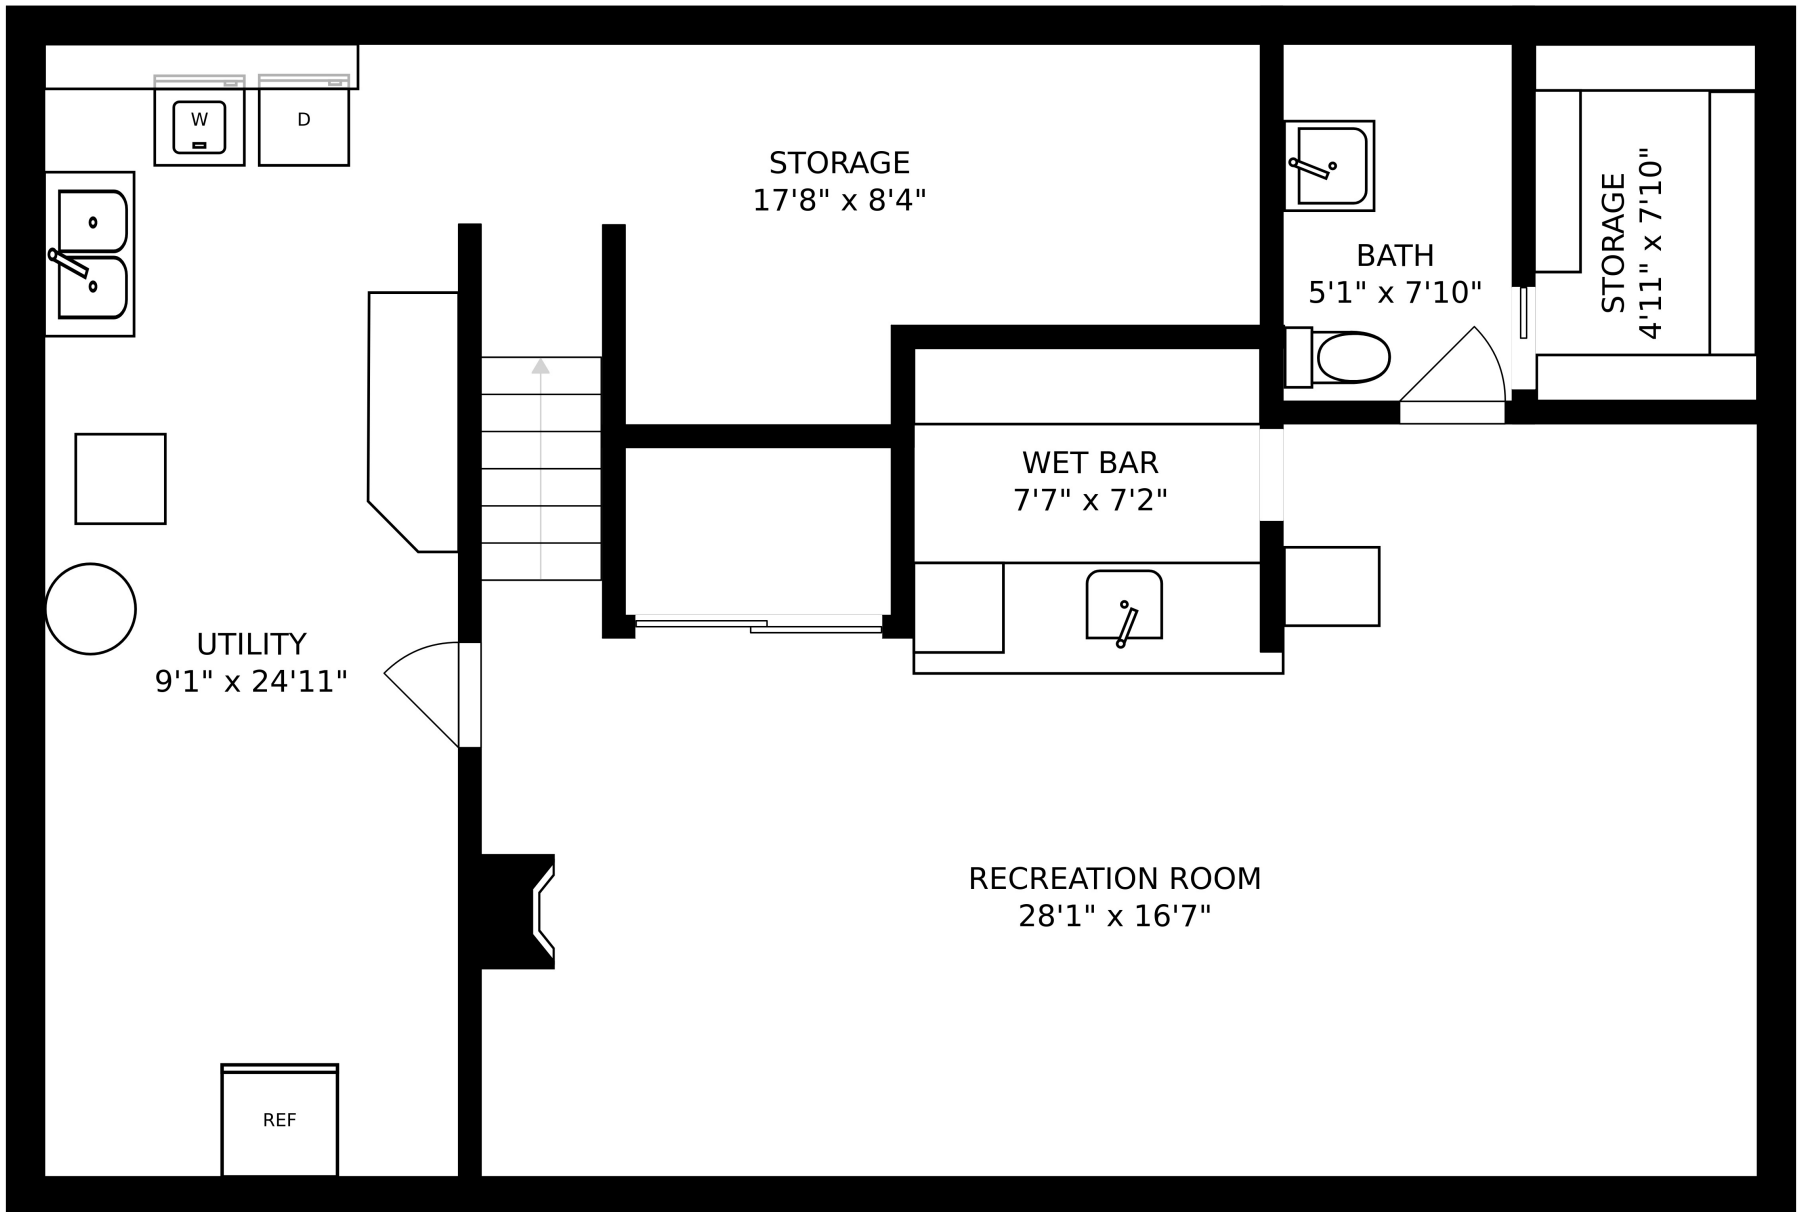 W
D
STORAGE
17'8" x 8'4"
BATH
5'1" x 7'10"
STORAGE
4'11" x 7'10"
WET BAR
7'7" x 7'2"
UTILITY
9'1" x 24'11"
RECREATION ROOM
28'1" x 16'7"
REF